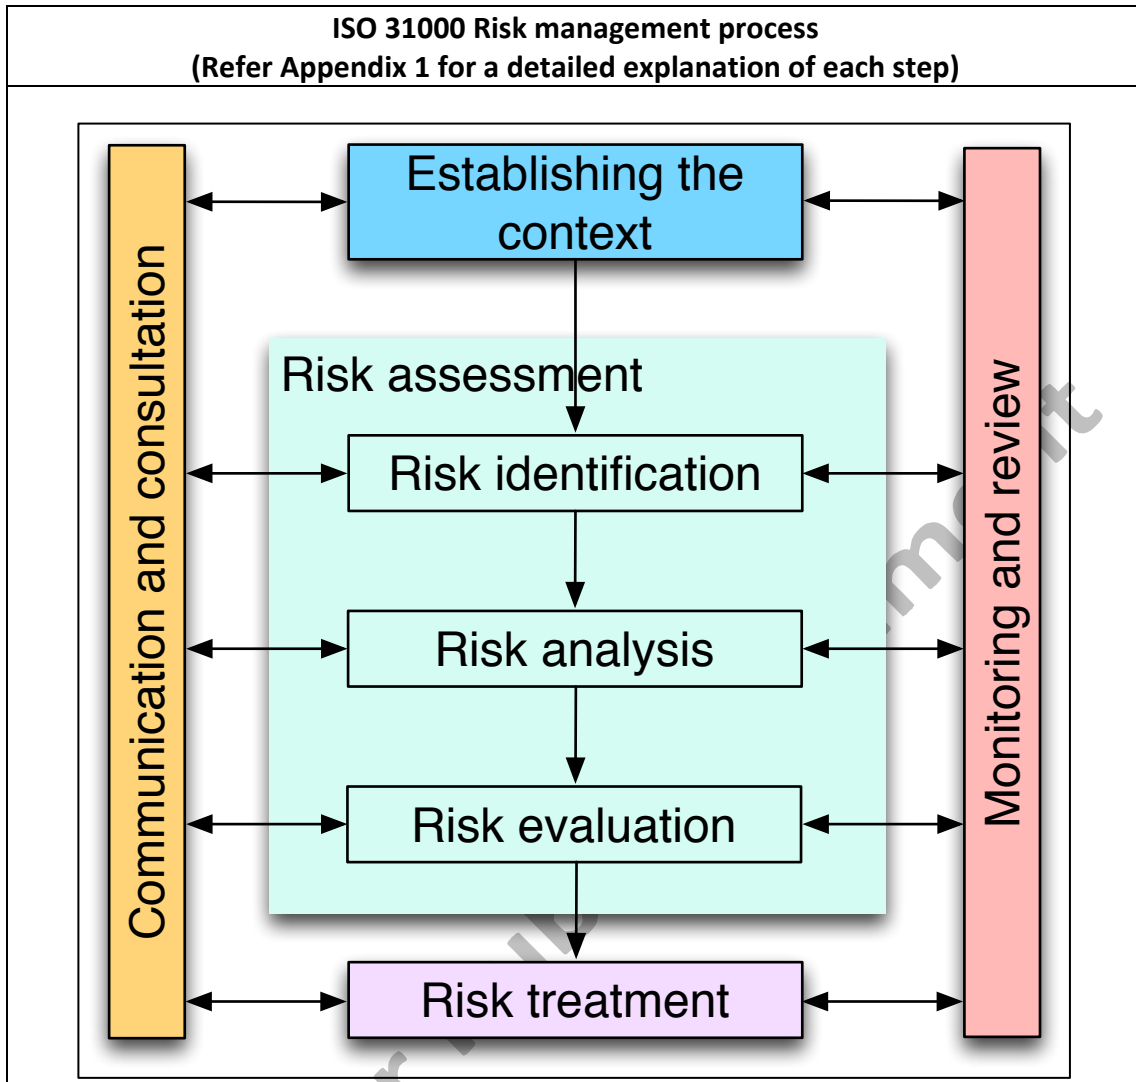 ISO 31000 Risk management process
(Refer Appendix 1 for a detailed explanation of each step)
Establishing the
context
Communication and consultation
Risk assessment
Risk identification
Risk analysis
Risk evaluation
Risk treatment
Monitoring and review